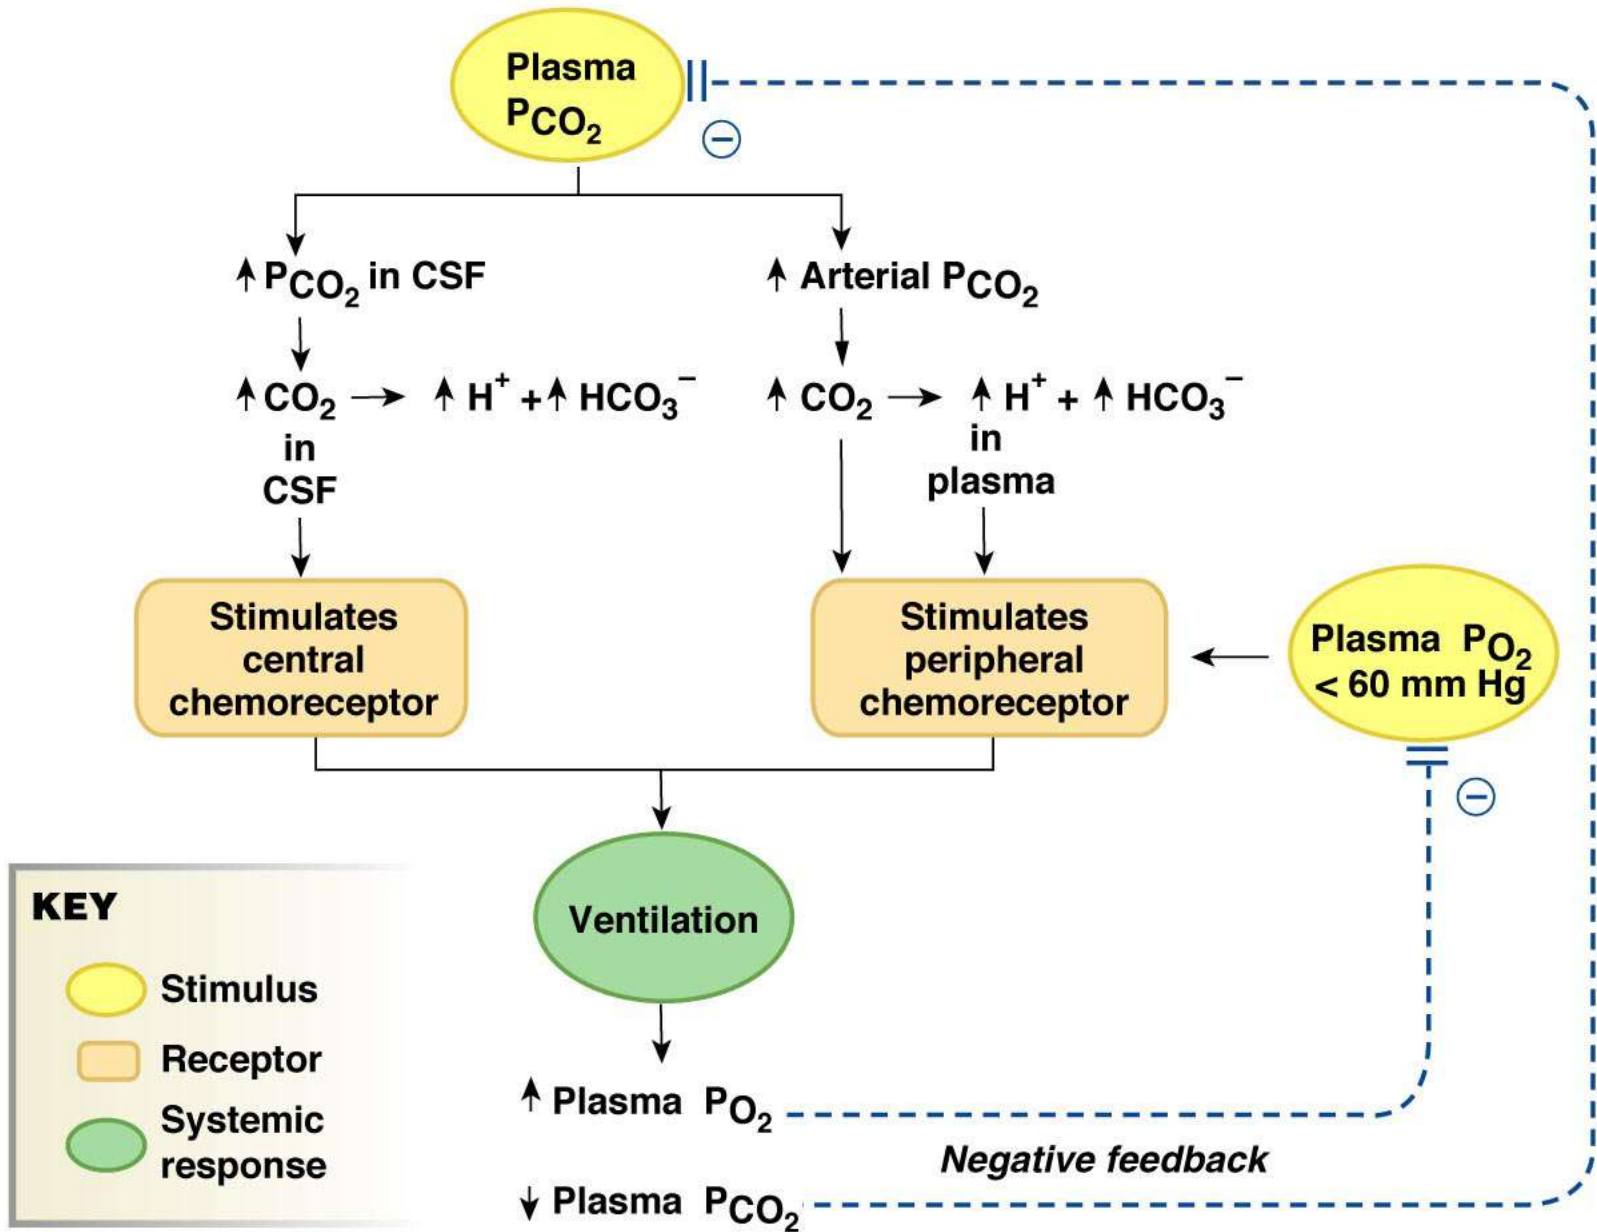 Plasma
PCO₂
↑ PCO₂ in CSF
↑ Arterial PCO₂
↑ CO₂ → ↑ H⁺ + ↑ HCO₃⁻
in
CSF
↑ CO₂ → ↑ H⁺ + ↑ HCO₃⁻
in
plasma
Stimulates
central
chemoreceptor
Stimulates
peripheral
chemoreceptor
Plasma PO₂
< 60 mm Hg
Ventilation
KEY
Stimulus
Receptor
Systemic
response
↑ Plasma PO₂
Negative feedback
↓ Plasma PCO₂